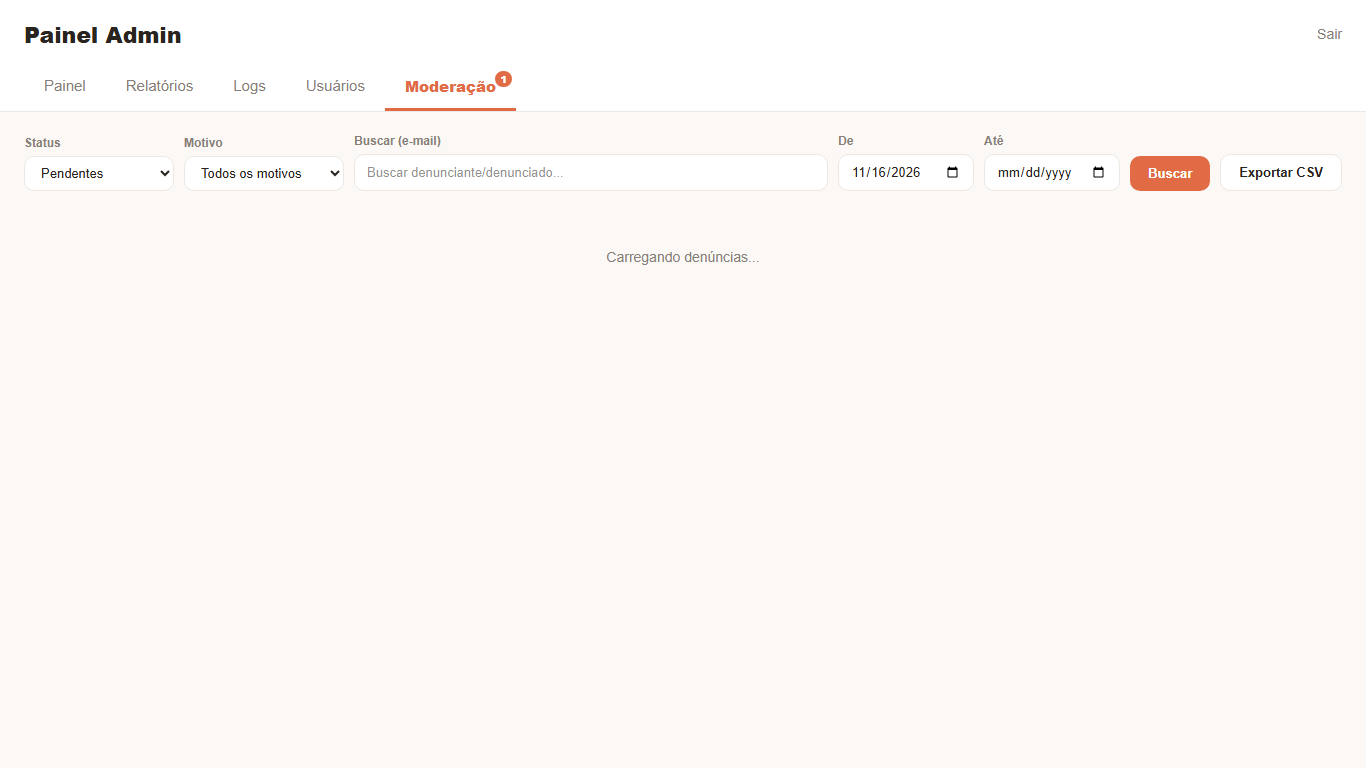 Painel Admin
Sair
Painel Relatórios Logs Usuários Moderação 1
Status Motivo Buscar (e-mail) De Até
Pendentes Todos os motivos Buscar denunciante/denunciado... 11/16/2026 mm/dd/yyyy Buscar Exportar CSV
Carregando denúncias...